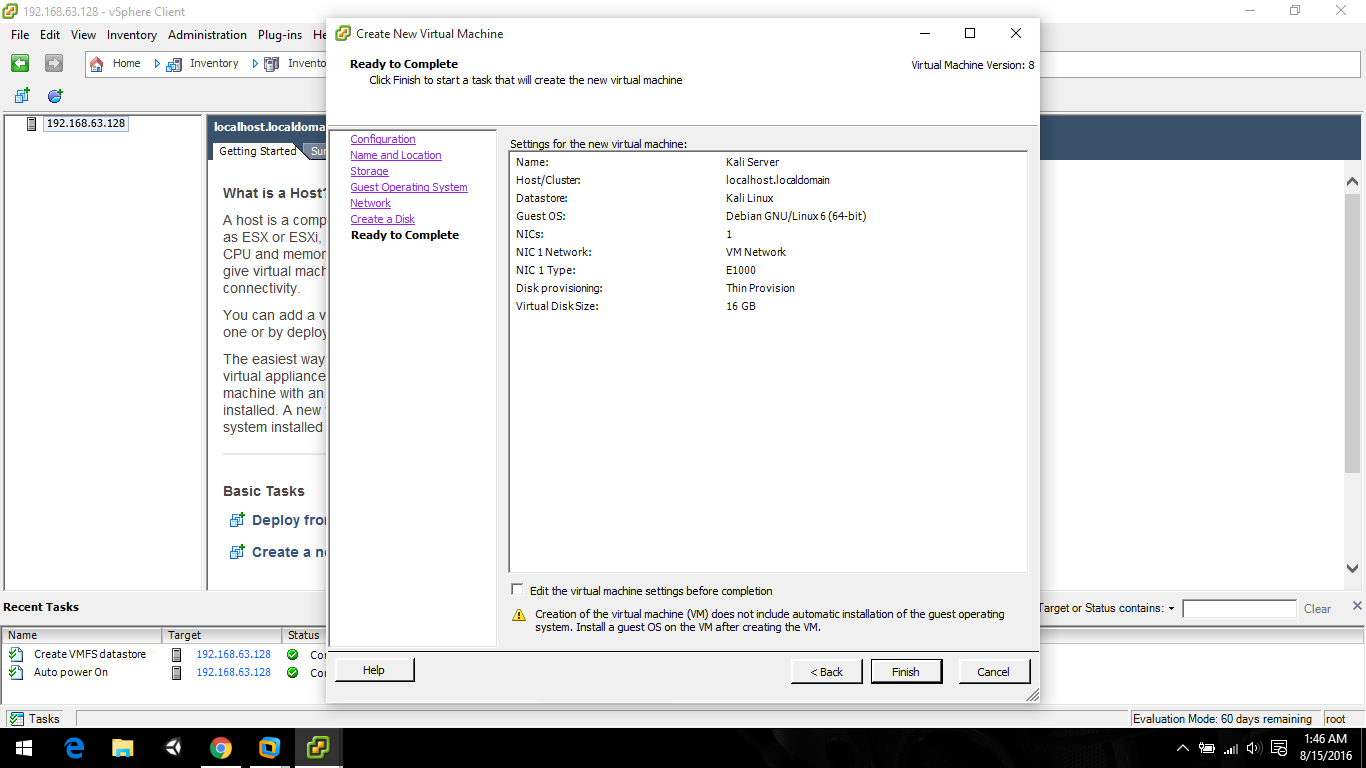 192.168.63.128 - vSphere Client
File Edit View Inventory Administration Plug-ins He
Home Inventory Invento
192.168.63.128
localhost.localdoma
Getting Started Su
What is a Host?
A host is a comp
as ESX or ESXi,
CPU and memor
give virtual mach
connectivity.
You can add a v
one or by deploy
The easiest way
virtual appliance
machine with an
installed. A new
system installed
Basic Tasks
Deploy fro
Create a ne
Create New Virtual Machine
Ready to Complete
Click Finish to start a task that will create the new virtual machine
Virtual Machine Version: 8
Configuration
Name and Location
Storage
Guest Operating System
Network
Create a Disk
Ready to Complete
Settings for the new virtual machine:
Name: Kali Server
Host/Cluster: localhost.localdomain
Datastore: Kali Linux
Guest OS: Debian GNU/Linux 6 (64-bit)
NICs: 1
NIC 1 Network: VM Network
NIC 1 Type: E1000
Disk provisioning: Thin Provision
Virtual Disk Size: 16 GB
Edit the virtual machine settings before completion
Creation of the virtual machine (VM) does not include automatic installation of the guest operating
system. Install a guest OS on the VM after creating the VM.
Help < Back Finish Cancel
Recent Tasks
Target or Status contains: Clear
Name Target Status
Create VMFS datastore 192.168.63.128 Co
Auto power On 192.168.63.128 Co
Tasks Evaluation Mode: 60 days remaining root
1:46 AM
8/15/2016